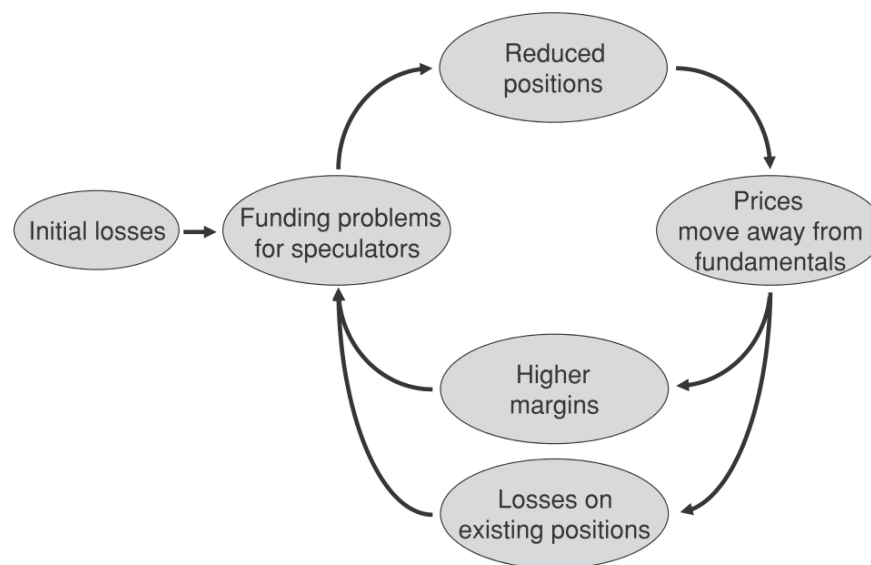 Reduced
positions
Initial losses
Funding problems
for speculators
Prices
move away from
fundamentals
Higher
margins
Losses on
existing positions